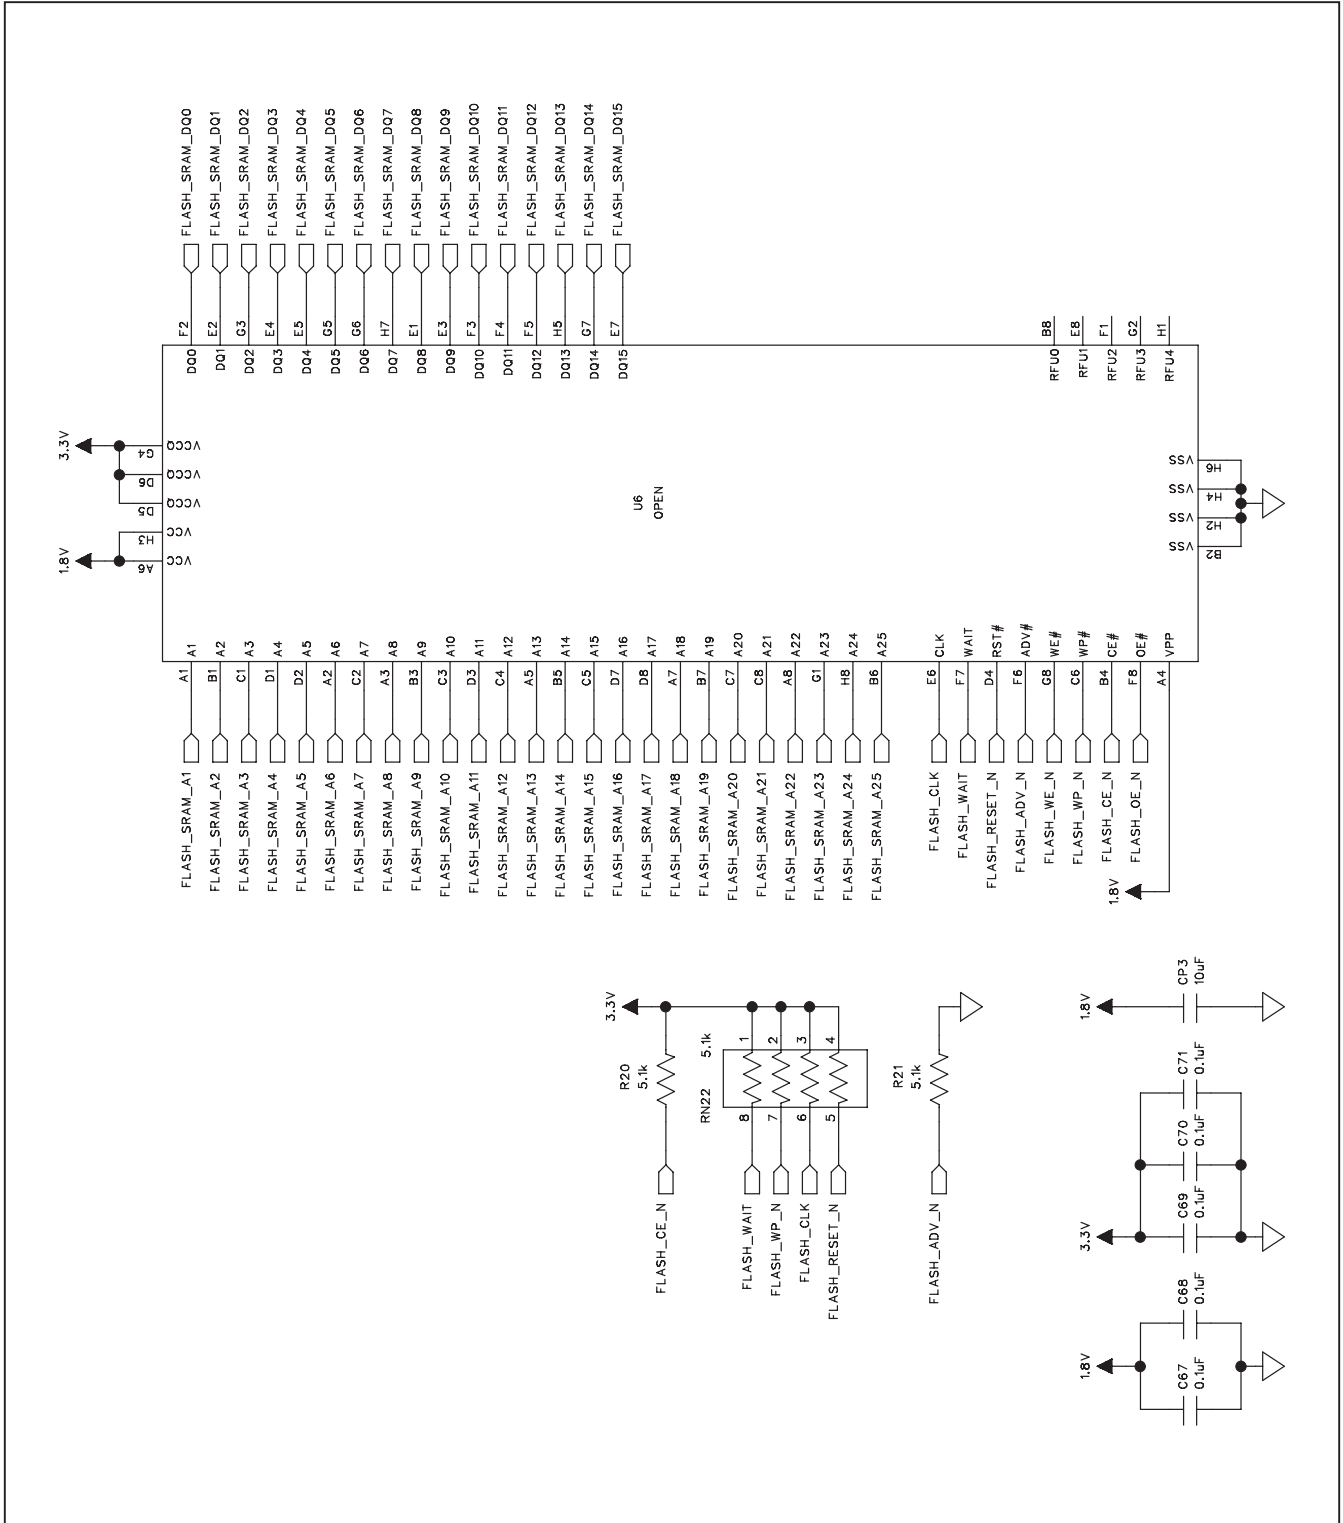 3.3V
1.8V
G4 VCCQ
D6 VCCQ
D5 VCCQ
H3 VCC
A6 VCC
FLASH_SRAM_A1 A1 A1
FLASH_SRAM_A2 B1 A2
FLASH_SRAM_A3 C1 A3
FLASH_SRAM_A4 D1 A4
FLASH_SRAM_A5 D2 A5
FLASH_SRAM_A6 A2 A6
FLASH_SRAM_A7 C2 A7
FLASH_SRAM_A8 A3 A8
FLASH_SRAM_A9 B3 A9
FLASH_SRAM_A10 C3 A10
FLASH_SRAM_A11 D3 A11
FLASH_SRAM_A12 C4 A12
FLASH_SRAM_A13 A5 A13
FLASH_SRAM_A14 B5 A14
FLASH_SRAM_A15 C5 A15
FLASH_SRAM_A16 D7 A16
FLASH_SRAM_A17 D8 A17
FLASH_SRAM_A18 A7 A18
FLASH_SRAM_A19 B7 A19
FLASH_SRAM_A20 C7 A20
FLASH_SRAM_A21 C8 A21
FLASH_SRAM_A22 A8 A22
FLASH_SRAM_A23 G1 A23
FLASH_SRAM_A24 H8 A24
FLASH_SRAM_A25 B6 A25
FLASH_CLK E6 CLK
FLASH_WAIT F7 WAIT
FLASH_RESET_N D4 RST#
FLASH_ADV_N F6 ADV#
FLASH_WE_N G8 WE#
FLASH_WP_N C6 WP#
FLASH_CE_N B4 CE#
FLASH_OE_N F8 OE#
1.8V A4 VPP
U6
OPEN
DQ0 F2 FLASH_SRAM_DQ0
DQ1 E2 FLASH_SRAM_DQ1
DQ2 G3 FLASH_SRAM_DQ2
DQ3 E4 FLASH_SRAM_DQ3
DQ4 E5 FLASH_SRAM_DQ4
DQ5 G5 FLASH_SRAM_DQ5
DQ6 G6 FLASH_SRAM_DQ6
DQ7 H7 FLASH_SRAM_DQ7
DQ8 E1 FLASH_SRAM_DQ8
DQ9 E3 FLASH_SRAM_DQ9
DQ10 F3 FLASH_SRAM_DQ10
DQ11 F4 FLASH_SRAM_DQ11
DQ12 F5 FLASH_SRAM_DQ12
DQ13 H5 FLASH_SRAM_DQ13
DQ14 G7 FLASH_SRAM_DQ14
DQ15 E7 FLASH_SRAM_DQ15
RFU0 B8
RFU1 E8
RFU2 F1
RFU3 G2
RFU4 H1
VSS H6
VSS H4
VSS H2
VSS B2
3.3V
R20
5.1k
FLASH_CE_N
RN22 5.1k
FLASH_WAIT 8 1
FLASH_WP_N 7 2
FLASH_CLK 6 3
FLASH_RESET_N 5 4
R21
5.1k
FLASH_ADV_N
1.8V
C67
0.1uF
C68
0.1uF
3.3V
C69
0.1uF
C70
0.1uF
C71
0.1uF
1.8V
CP3
10uF